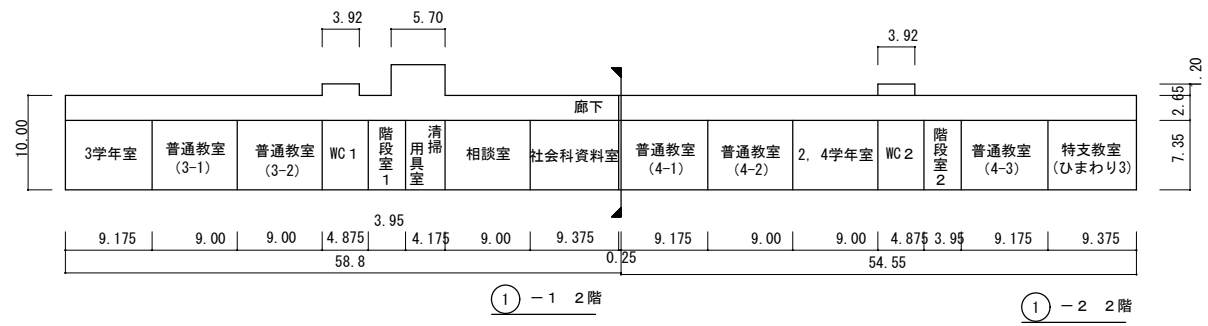 3.92
5.70
3.92
1.20
2.65
7.35
10.00
廊下
3学年室
普通教室
(3-1)
普通教室
(3-2)
WC１
階段室１
清掃
用具室
相談室
社会科資料室
普通教室
(4-1)
普通教室
(4-2)
2, 4学年室
WC２
階段室２
普通教室
(4-3)
特支教室
(ひまわり3)
3.95
9.175 9.00 9.00 4.875 4.175 9.00 9.375 9.175 9.00 9.00 4.875 3.95 9.175 9.375
58.8 0.25 54.55
① －１ ２階
① －２ ２階